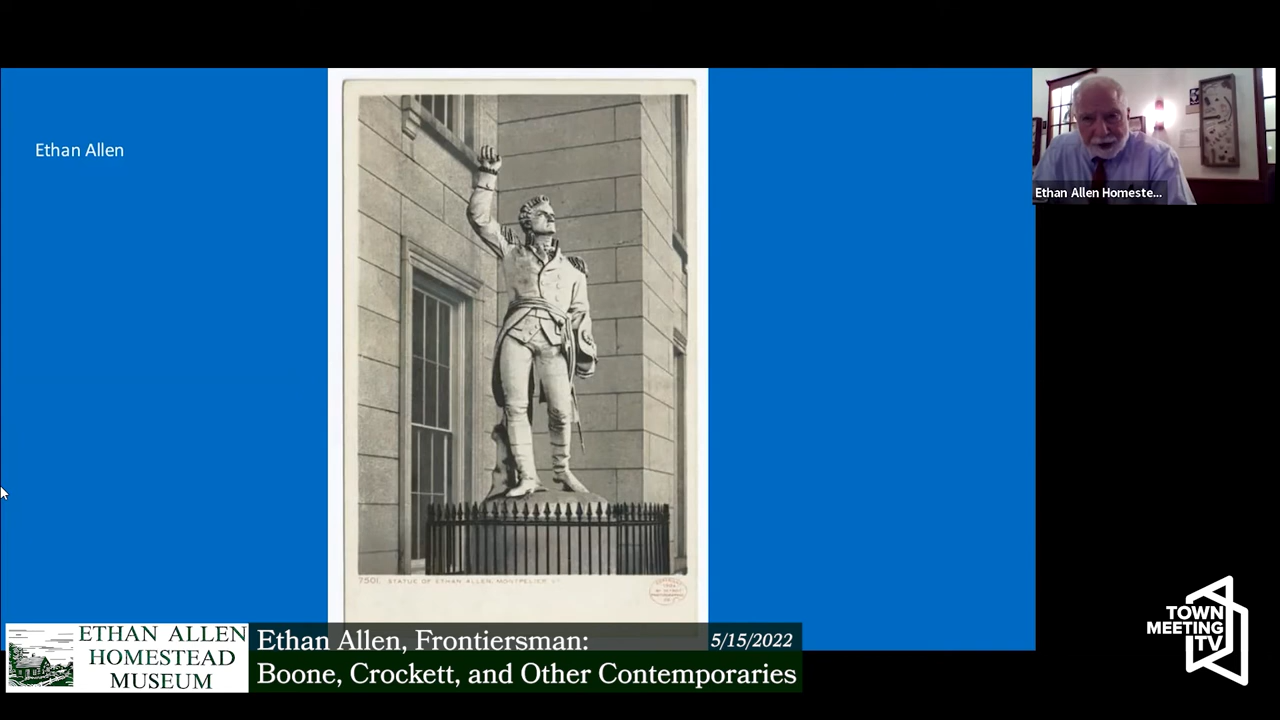 Ethan Allen
Ethan Allen Homeste...
7501. STATUE OF ETHAN ALLEN, MONTPELIER VT.
ETHAN ALLEN
HOMESTEAD
MUSEUM
Ethan Allen, Frontiersman:
5/15/2022
Boone, Crockett, and Other Contemporaries
TOWN
MEETING
TV